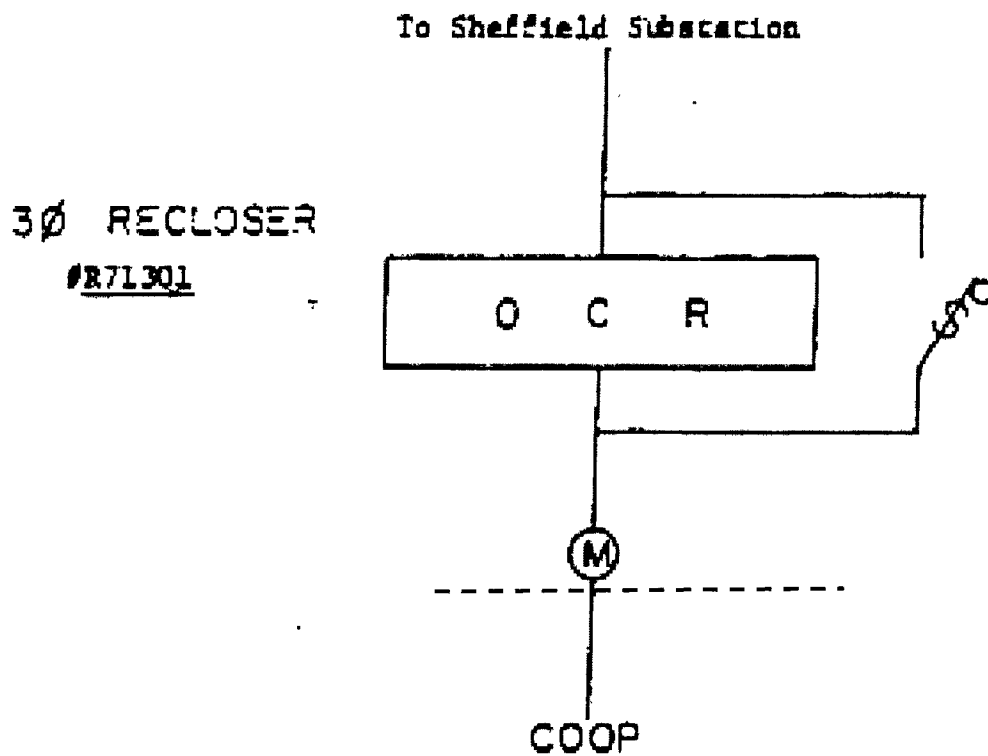 To Sheffield Substation
3Ø RECLOSER
#R71301
O C R
M
COOP